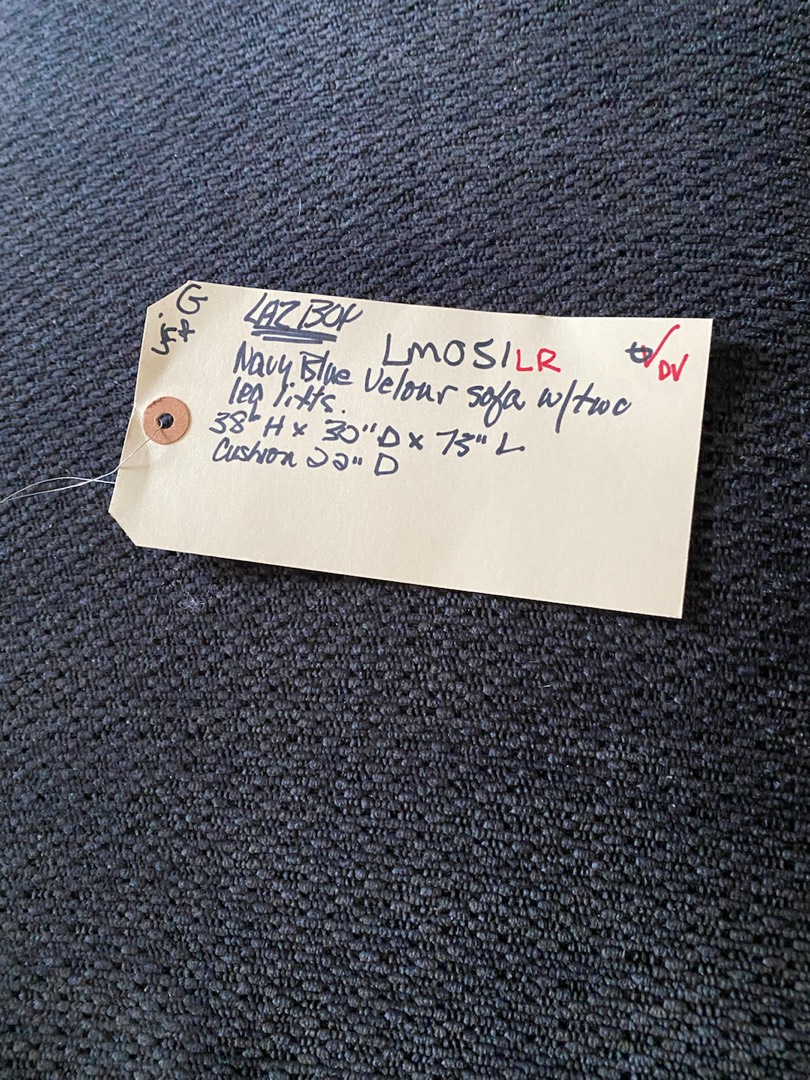 LAZ BOY
LM051LR
DV
Navy Blue Velour sofa w/two
leg lifts.
38" H x 30" D x 73" L
Cushion 22" D
G